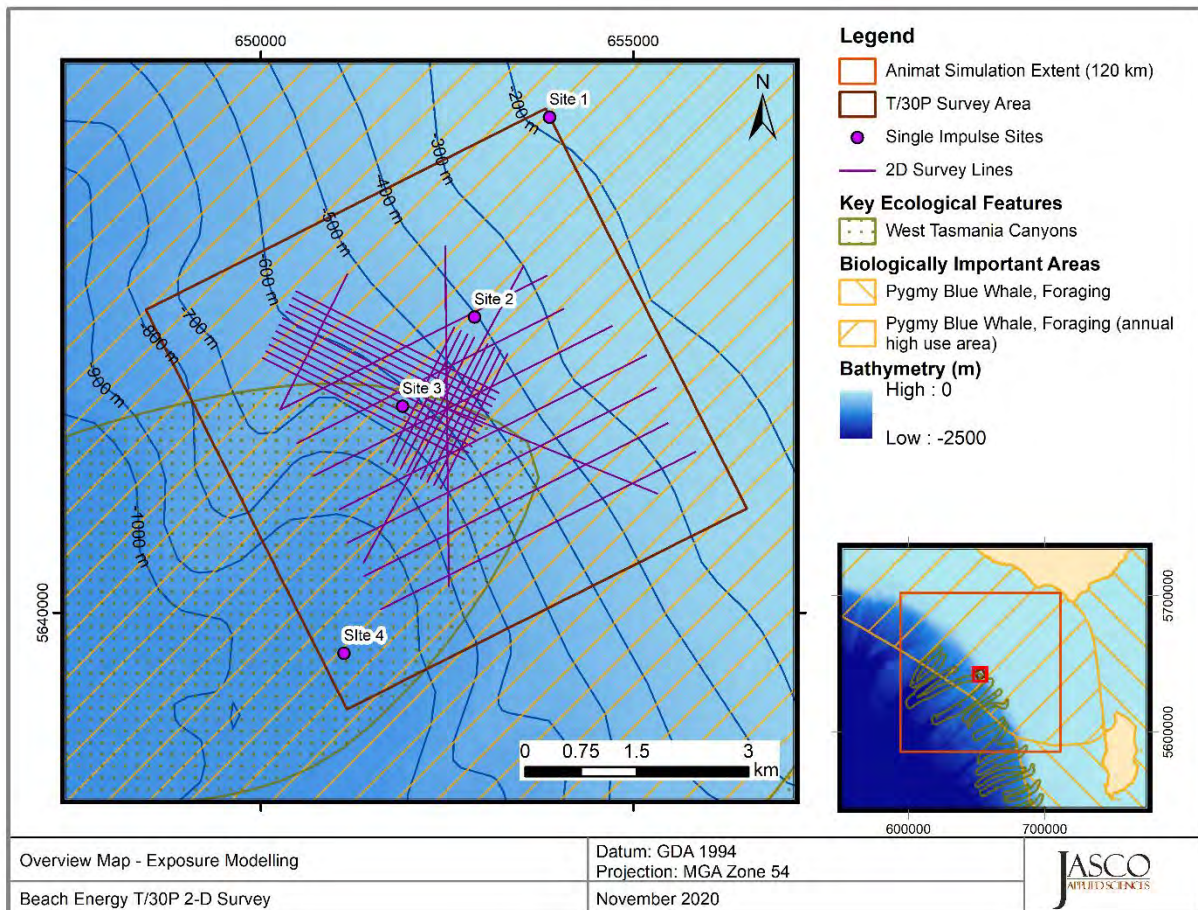 650000
655000
5640000
-200 m
-300 m
-400 m
-500 m
-600 m
-700 m
-800 m
-900 m
-1000 m
Site 1
Site 2
Site 3
SIte 4
N
0 0.75 1.5 3
km
Legend
Animat Simulation Extent (120 km)
T/30P Survey Area
Single Impulse Sites
2D Survey Lines
Key Ecological Features
West Tasmania Canyons
Biologically Important Areas
Pygmy Blue Whale, Foraging
Pygmy Blue Whale, Foraging (annual
high use area)
Bathymetry (m)
High : 0
Low : -2500
5700000
5600000
600000
700000
Overview Map - Exposure Modelling
Beach Energy T/30P 2-D Survey
Datum: GDA 1994
Projection: MGA Zone 54
November 2020
JASCO
APPLIED SCIENCES